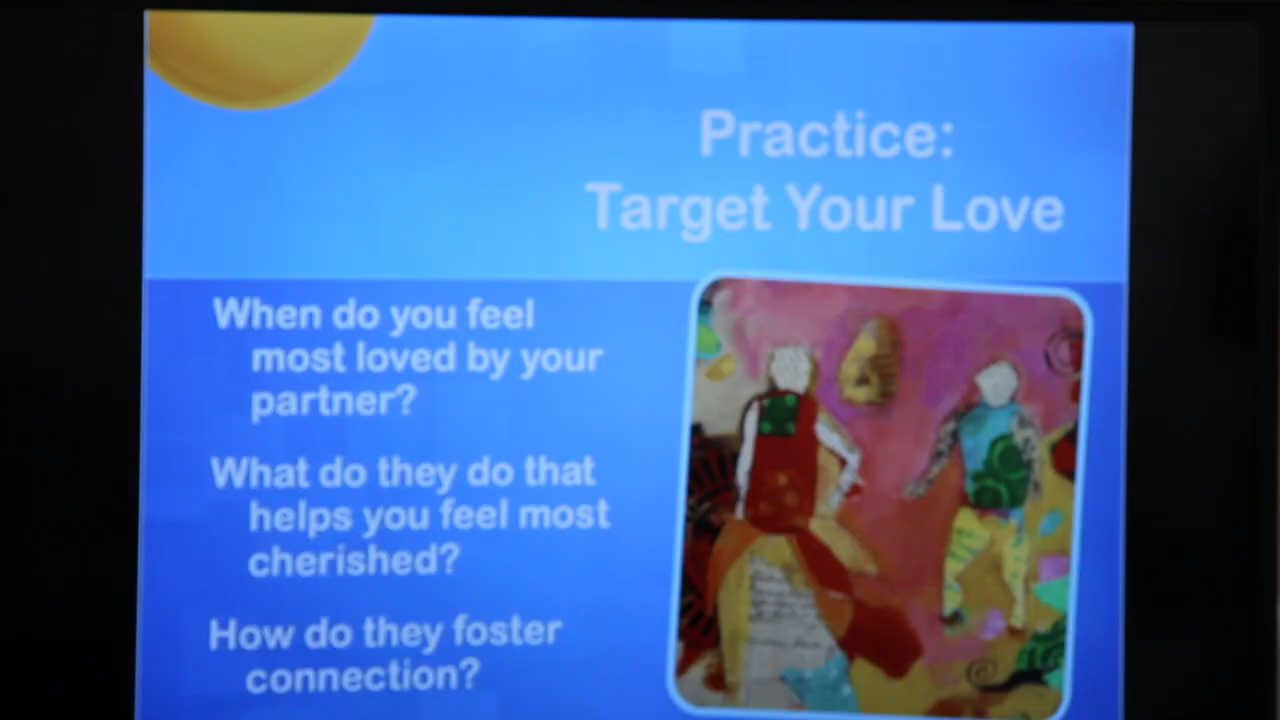 Practice:
Target Your Love
When do you feel
most loved by your
partner?
What do they do that
helps you feel most
cherished?
How do they foster
connection?